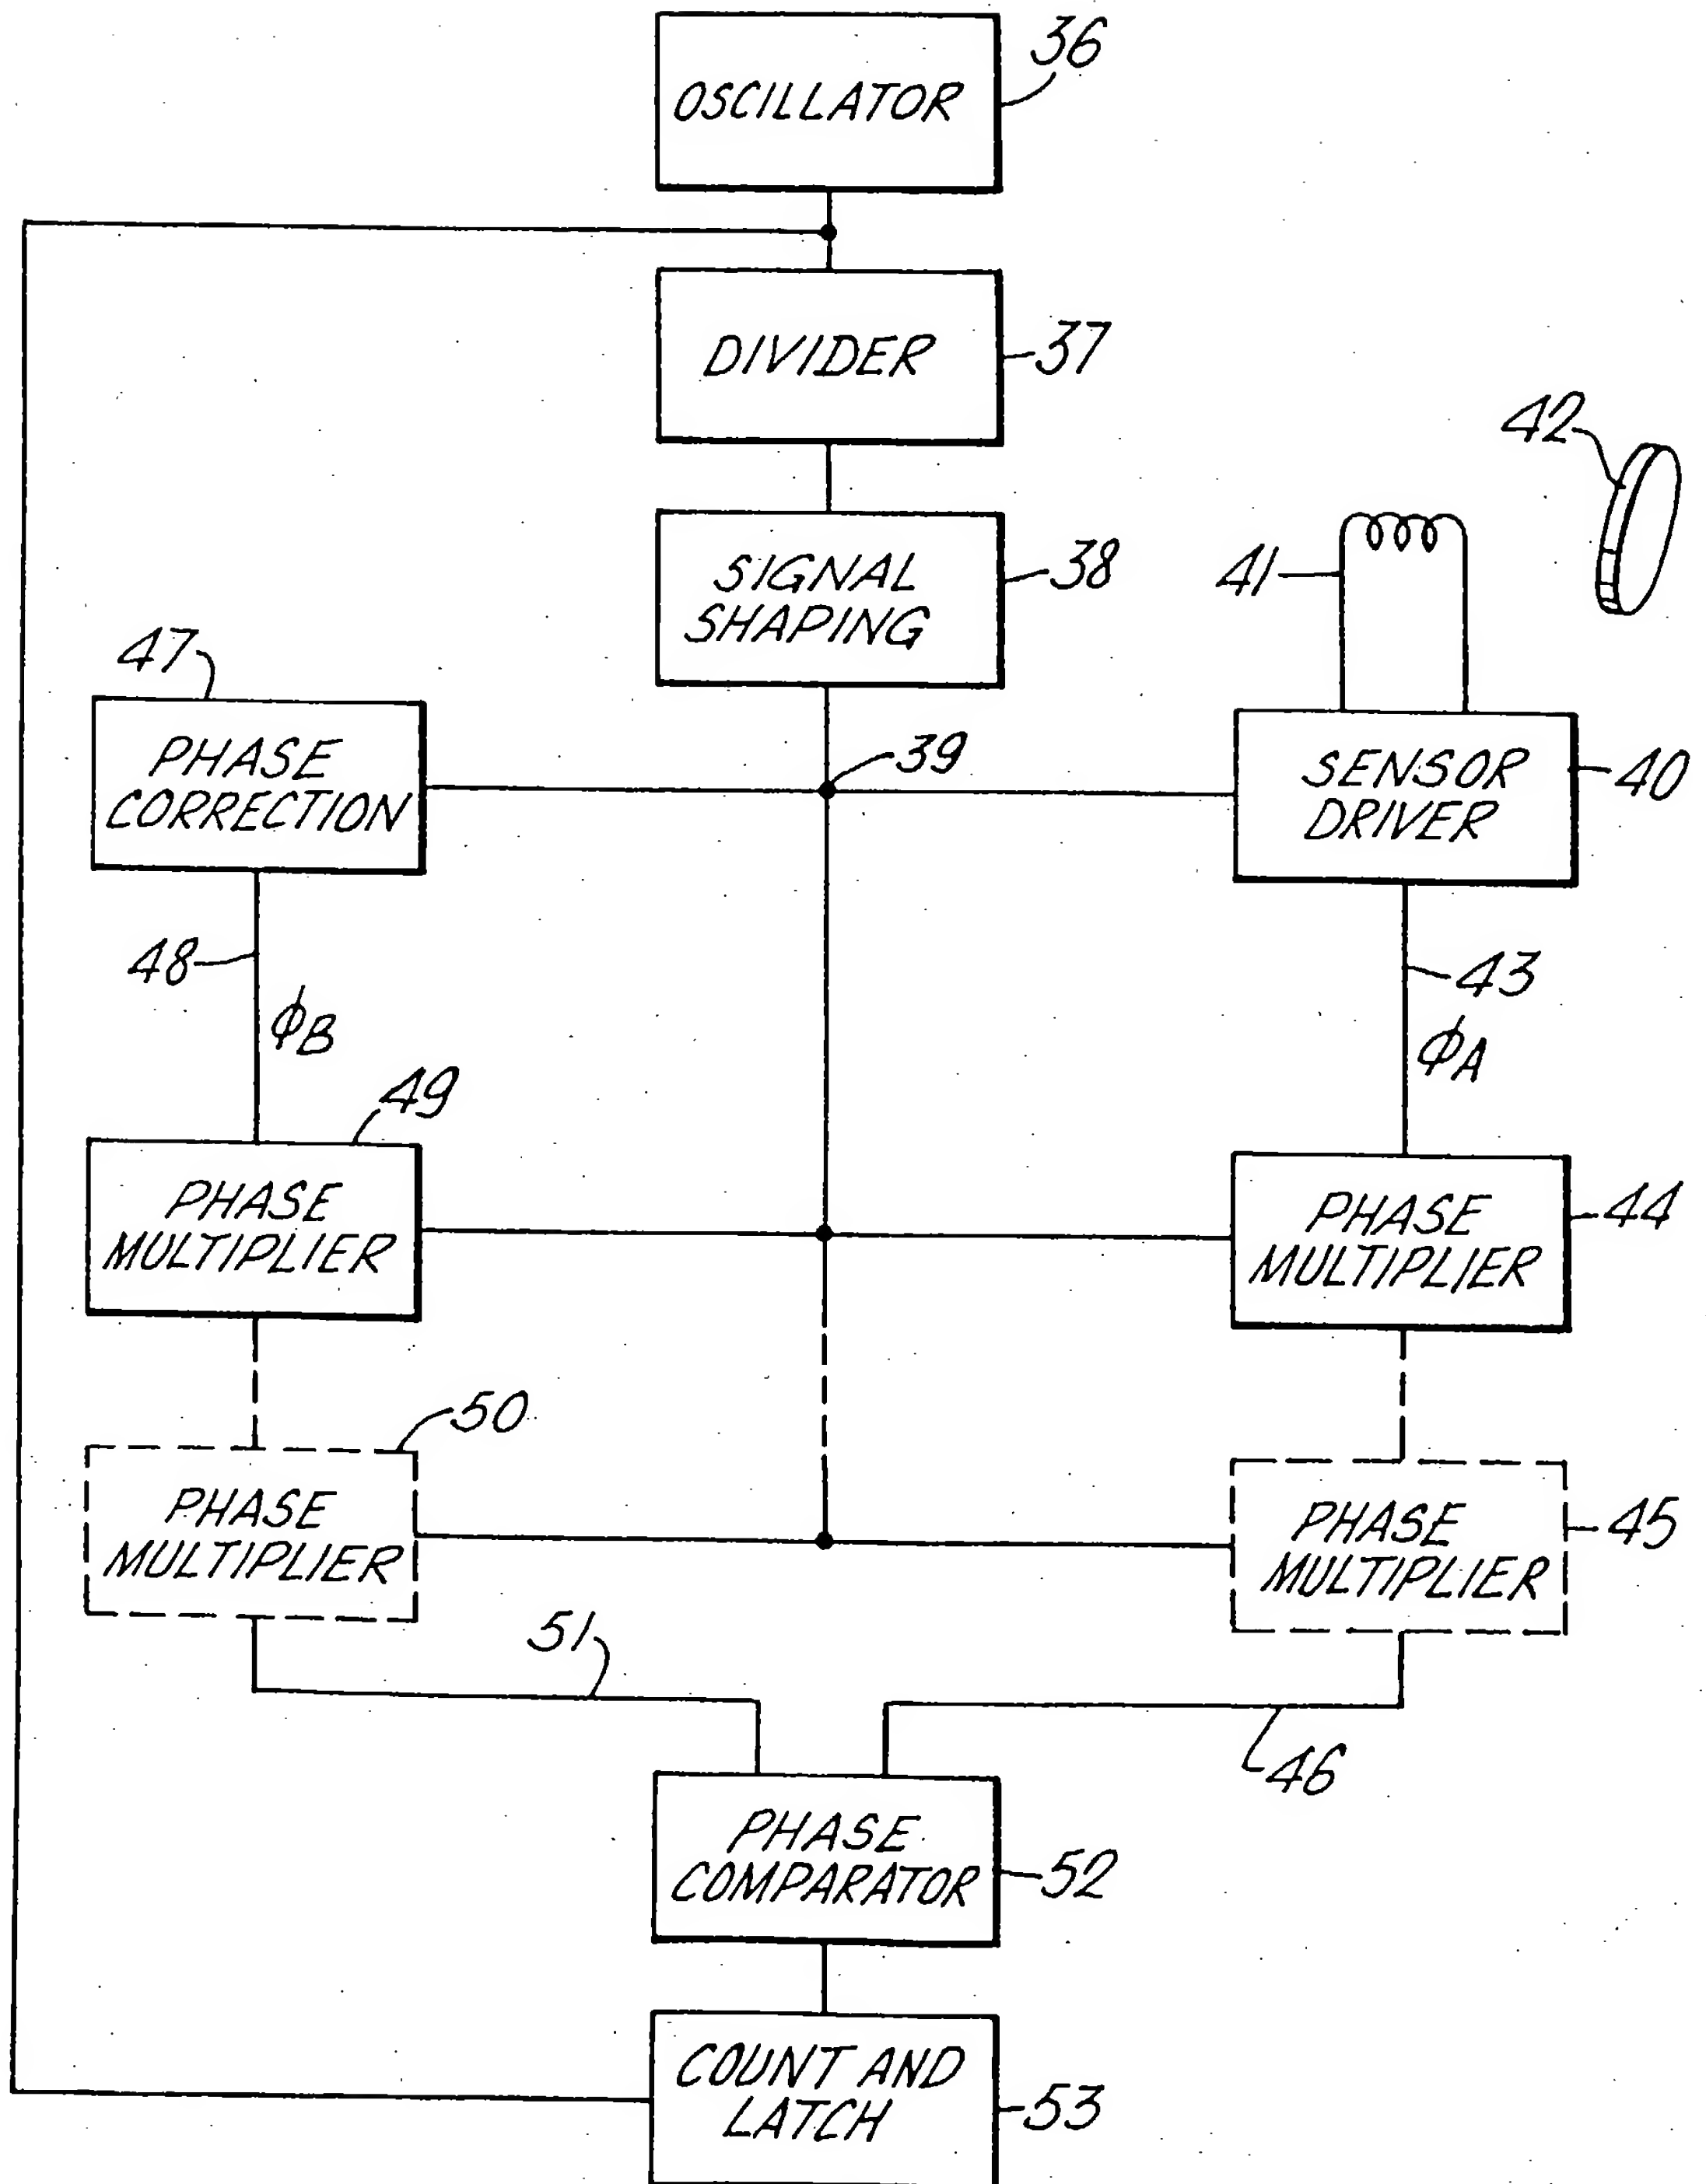 36
OSCILLATOR
DIVIDER
37
42
SIGNAL
SHAPING
38
41
47
PHASE
CORRECTION
39
SENSOR
DRIVER
40
48
43
ϕB
ϕA
49
PHASE
MULTIPLIER
PHASE
MULTIPLIER
44
50
PHASE
MULTIPLIER
PHASE
MULTIPLIER
45
51
46
PHASE
COMPARATOR
52
COUNT AND
LATCH
53